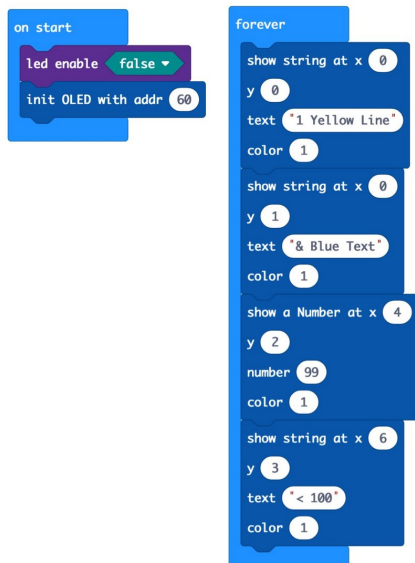 on start
led enable false
init OLED with addr 60
forever
show string at x 0
y 0
text "1 Yellow Line"
color 1
show string at x 0
y 1
text "& Blue Text"
color 1
show a Number at x 4
y 2
number 99
color 1
show string at x 6
y 3
text "< 100"
color 1